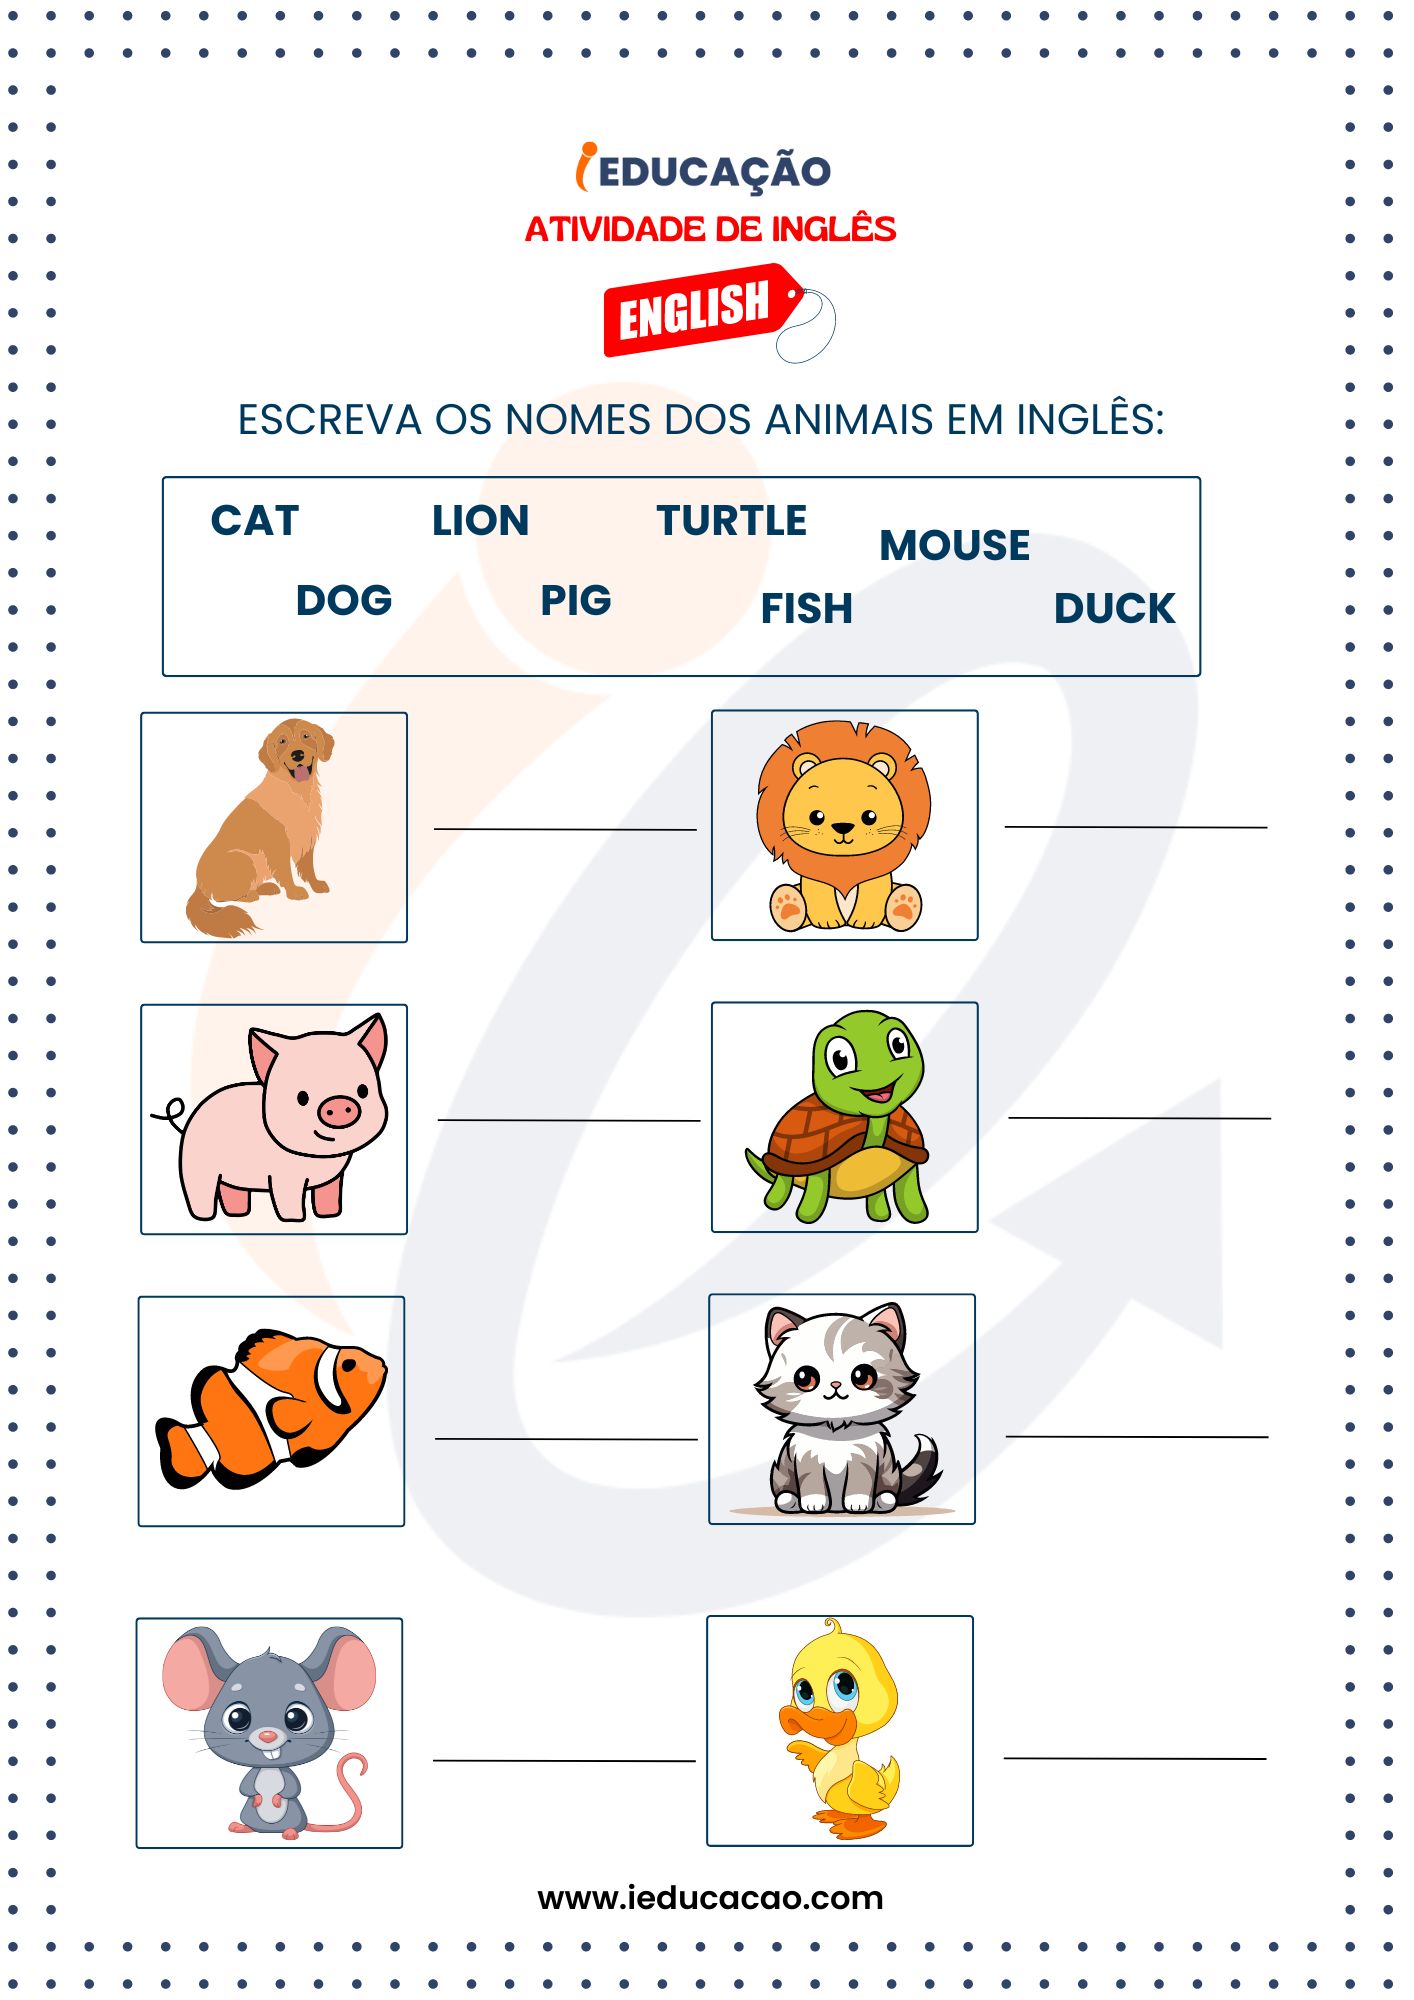 iEDUCAÇÃO
ATIVIDADE DE INGLÊS
ENGLISH
ESCREVA OS NOMES DOS ANIMAIS EM INGLÊS:
CAT LION TURTLE MOUSE
DOG PIG FISH DUCK
www.ieducacao.com